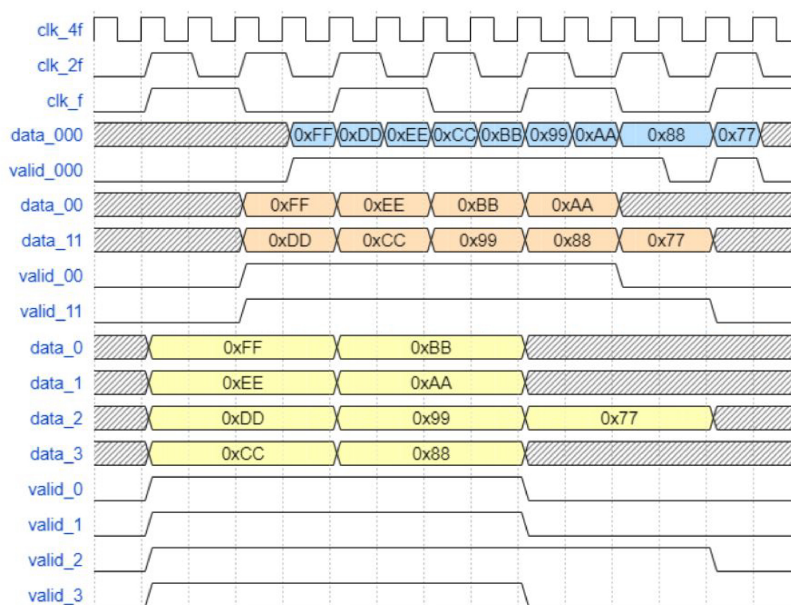 clk_4f
clk_2f
clk_f
data_000 0xFF 0xDD 0xEE 0xCC 0xBB 0x99 0xAA 0x88 0x77
valid_000
data_00 0xFF 0xEE 0xBB 0xAA
data_11 0xDD 0xCC 0x99 0x88 0x77
valid_00
valid_11
data_0 0xFF 0xBB
data_1 0xEE 0xAA
data_2 0xDD 0x99 0x77
data_3 0xCC 0x88
valid_0
valid_1
valid_2
valid_3